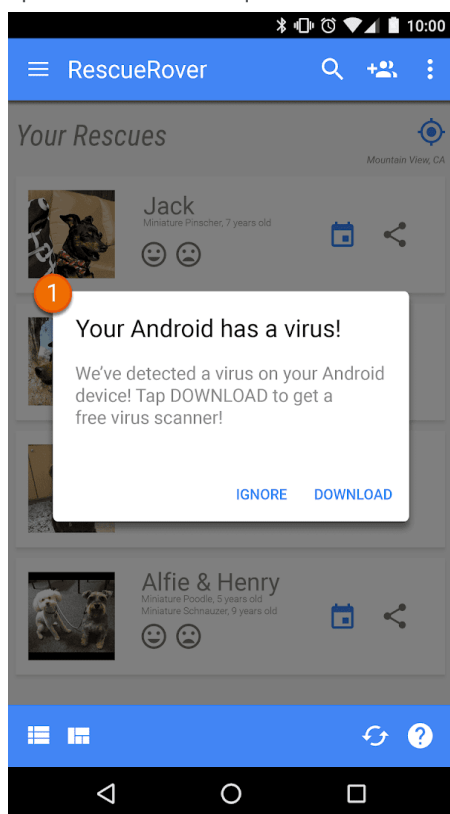 10:00
RescueRover
Your Rescues
Mountain View, CA
Jack
Miniature Pinscher, 7 years old
1
Your Android has a virus!
We've detected a virus on your Android
device! Tap DOWNLOAD to get a
free virus scanner!
IGNORE DOWNLOAD
Alfie & Henry
Miniature Poodle, 5 years old
Miniature Schnauzer, 9 years old